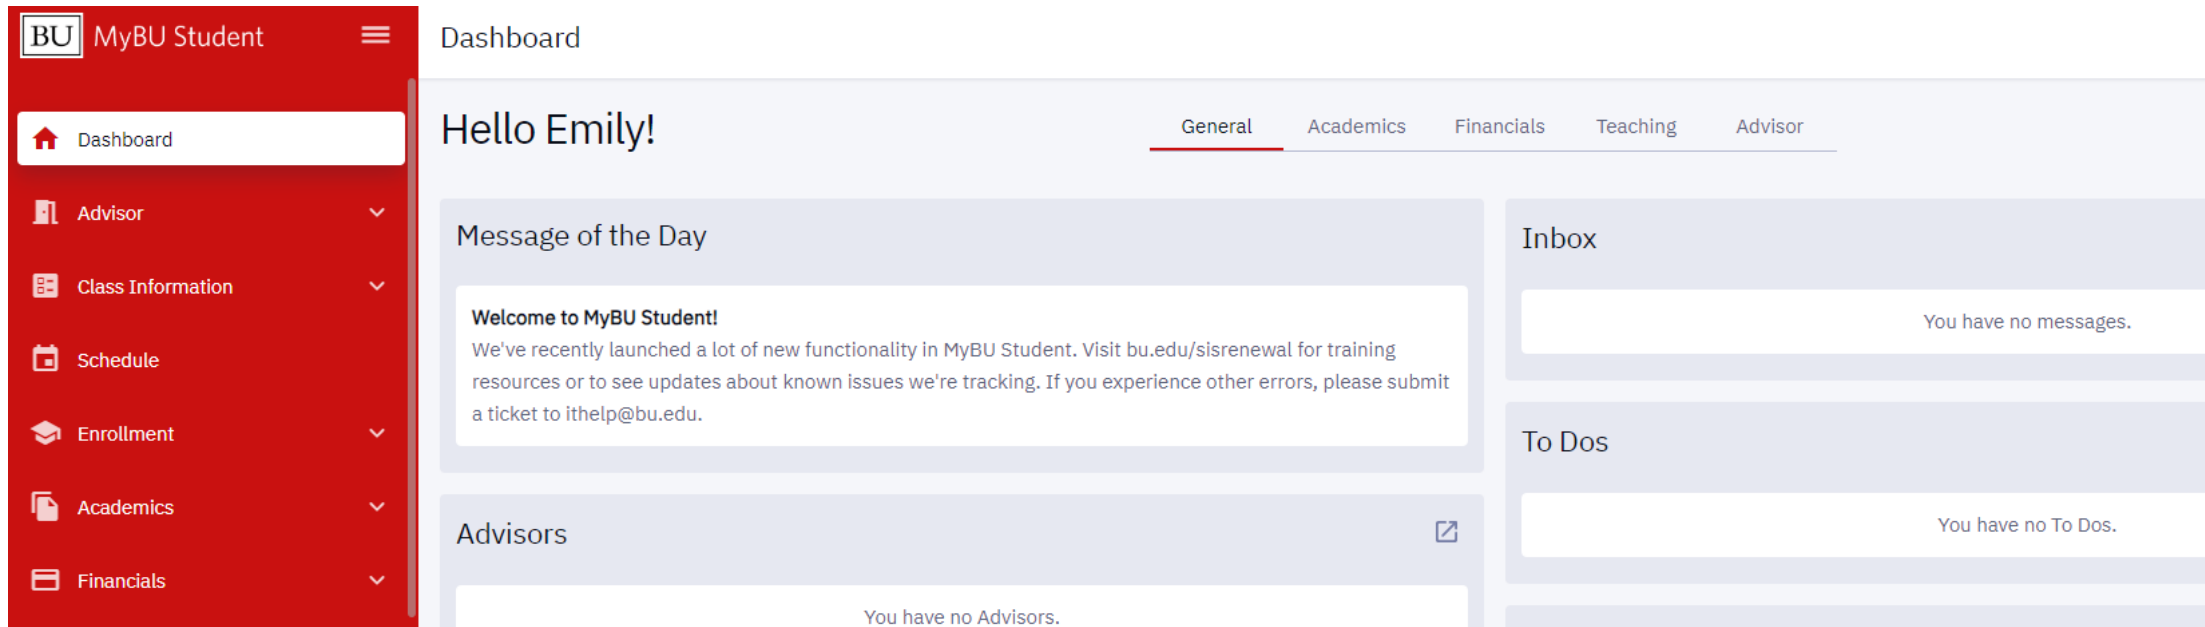 BU MyBU Student
Dashboard
Advisor
Class Information
Schedule
Enrollment
Academics
Financials
Dashboard
Hello Emily!
General Academics Financials Teaching Advisor
Message of the Day
Welcome to MyBU Student!
We've recently launched a lot of new functionality in MyBU Student. Visit bu.edu/sisrenewal for training
resources or to see updates about known issues we're tracking. If you experience other errors, please submit
a ticket to ithelp@bu.edu.
Advisors
You have no Advisors.
Inbox
You have no messages.
To Dos
You have no To Dos.